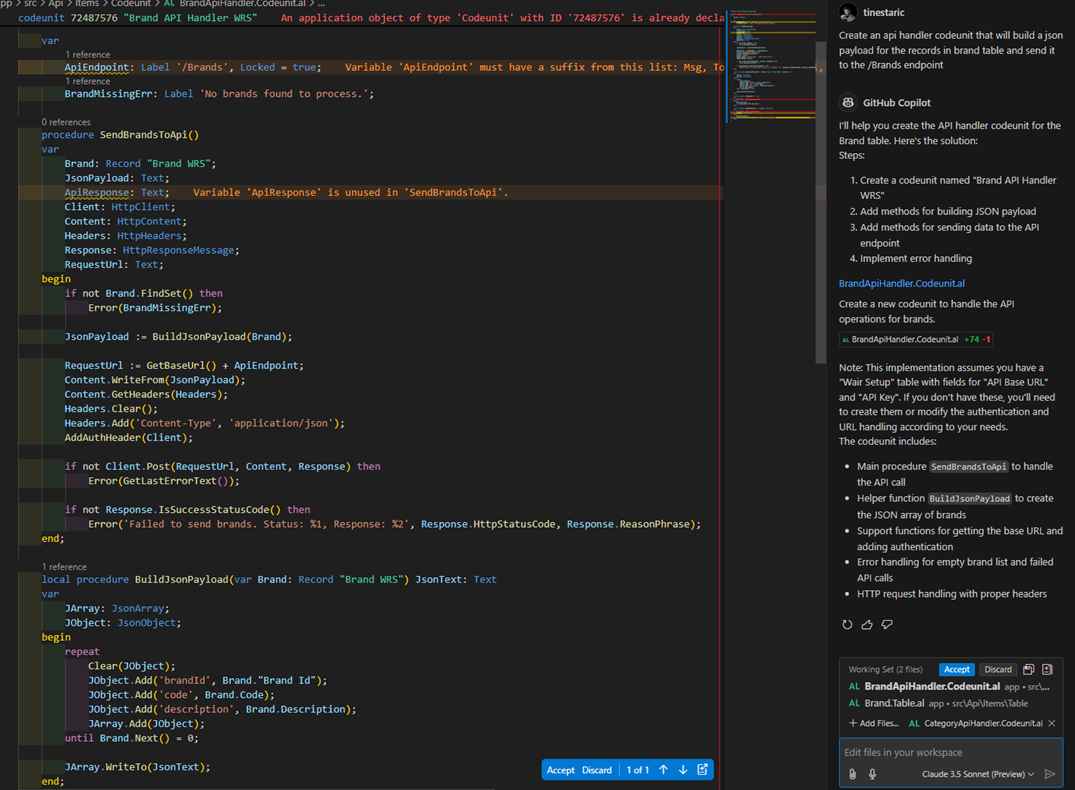 pp > src > Api > Items > Codeunit > AL BrandApiHandler.Codeunit.al > ...
codeunit 72487576 "Brand API Handler WRS"    An application object of type 'Codeunit' with ID '72487576' is already decla
var
1 reference
ApiEndpoint: Label '/Brands', Locked = true;    Variable 'ApiEndpoint' must have a suffix from this list: Msg, To
1 reference
BrandMissingErr: Label 'No brands found to process.';
0 references
procedure SendBrandsToApi()
var
Brand: Record "Brand WRS";
JsonPayload: Text;
ApiResponse: Text;    Variable 'ApiResponse' is unused in 'SendBrandsToApi'.
Client: HttpClient;
Content: HttpContent;
Headers: HttpHeaders;
Response: HttpResponseMessage;
RequestUrl: Text;
begin
if not Brand.FindSet() then
Error(BrandMissingErr);
JsonPayload := BuildJsonPayload(Brand);
RequestUrl := GetBaseUrl() + ApiEndpoint;
Content.WriteFrom(JsonPayload);
Content.GetHeaders(Headers);
Headers.Clear();
Headers.Add('Content-Type', 'application/json');
AddAuthHeader(Client);
if not Client.Post(RequestUrl, Content, Response) then
Error(GetLastErrorText());
if not Response.IsSuccessStatusCode() then
Error('Failed to send brands. Status: %1, Response: %2', Response.HttpStatusCode, Response.ReasonPhrase);
end;
1 reference
local procedure BuildJsonPayload(var Brand: Record "Brand WRS") JsonText: Text
var
JArray: JsonArray;
JObject: JsonObject;
begin
repeat
Clear(JObject);
JObject.Add('brandId', Brand."Brand Id");
JObject.Add('code', Brand.Code);
JObject.Add('description', Brand.Description);
JArray.Add(JObject);
until Brand.Next() = 0;
JArray.WriteTo(JsonText);
end;
Accept Discard 1 of 1
tinestaric
Create an api handler codeunit that will build a json
payload for the records in brand table and send it
to the /Brands endpoint
GitHub Copilot
I'll help you create the API handler codeunit for the
Brand table. Here's the solution:
Steps:
1. Create a codeunit named "Brand API Handler
WRS"
2. Add methods for building JSON payload
3. Add methods for sending data to the API
endpoint
4. Implement error handling
BrandApiHandler.Codeunit.al
Create a new codeunit to handle the API
operations for brands.
AL BrandApiHandler.Codeunit.al +74 -1
Note: This implementation assumes you have a
"Wair Setup" table with fields for "API Base URL"
and "API Key". If you don't have these, you'll need
to create them or modify the authentication and
URL handling according to your needs.
The codeunit includes:
• Main procedure SendBrandsToApi to handle
the API call
• Helper function BuildJsonPayload to create
the JSON array of brands
• Support functions for getting the base URL and
adding authentication
• Error handling for empty brand list and failed
API calls
• HTTP request handling with proper headers
Working Set (2 files) Accept Discard
AL BrandApiHandler.Codeunit.al app • src\...
AL Brand.Table.al app • src\Api\Items\Table
+ Add Files... AL CategoryApiHandler.Codeunit.al ×
Edit files in your workspace
Claude 3.5 Sonnet (Preview)